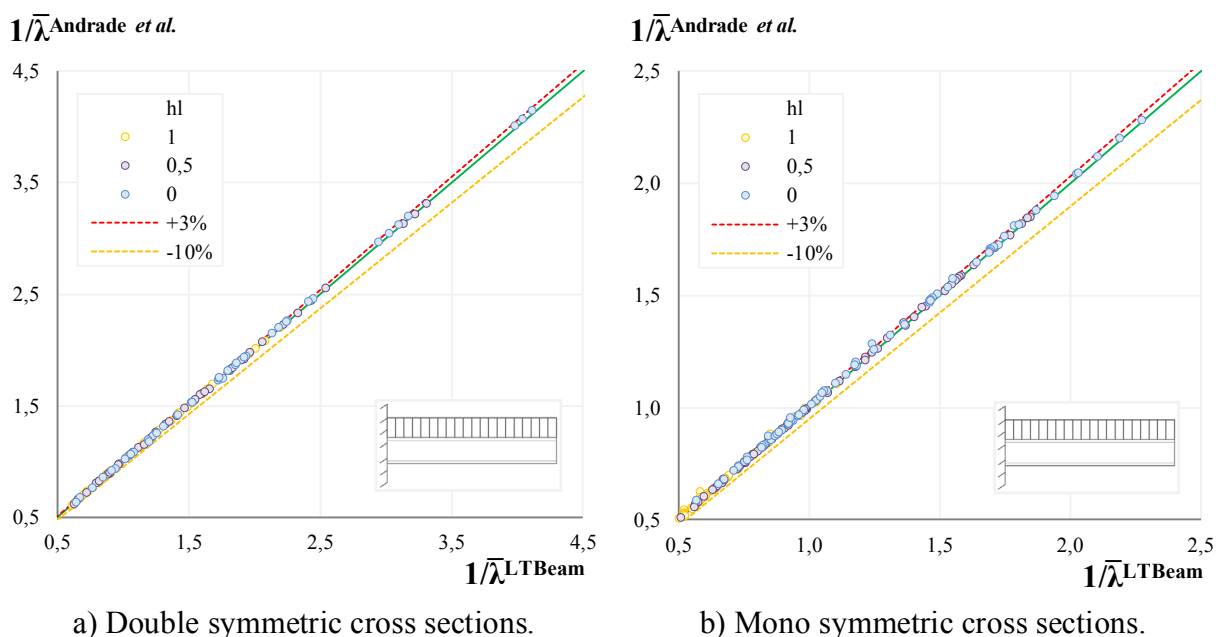 1/λ̅ Andrade et al.
4,5
3,5
2,5
1,5
0,5
hl
1
0,5
0
+3%
-10%
0,5 1,5 2,5 3,5 4,5
1/λ̅ LTBeam
a) Double symmetric cross sections.
1/λ̅ Andrade et al.
2,5
2,0
1,5
1,0
0,5
hl
1
0,5
0
+3%
-10%
0,5 1,0 1,5 2,0 2,5
1/λ̅ LTBeam
b) Mono symmetric cross sections.